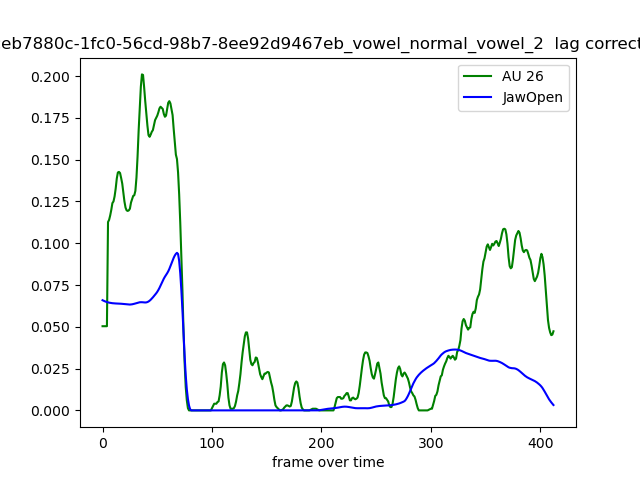 eb7880c-1fc0-56cd-98b7-8ee92d9467eb_vowel_normal_vowel_2 lag correct
AU 26
JawOpen
0.200
0.175
0.150
0.125
0.100
0.075
0.050
0.025
0.000
0 100 200 300 400
frame over time